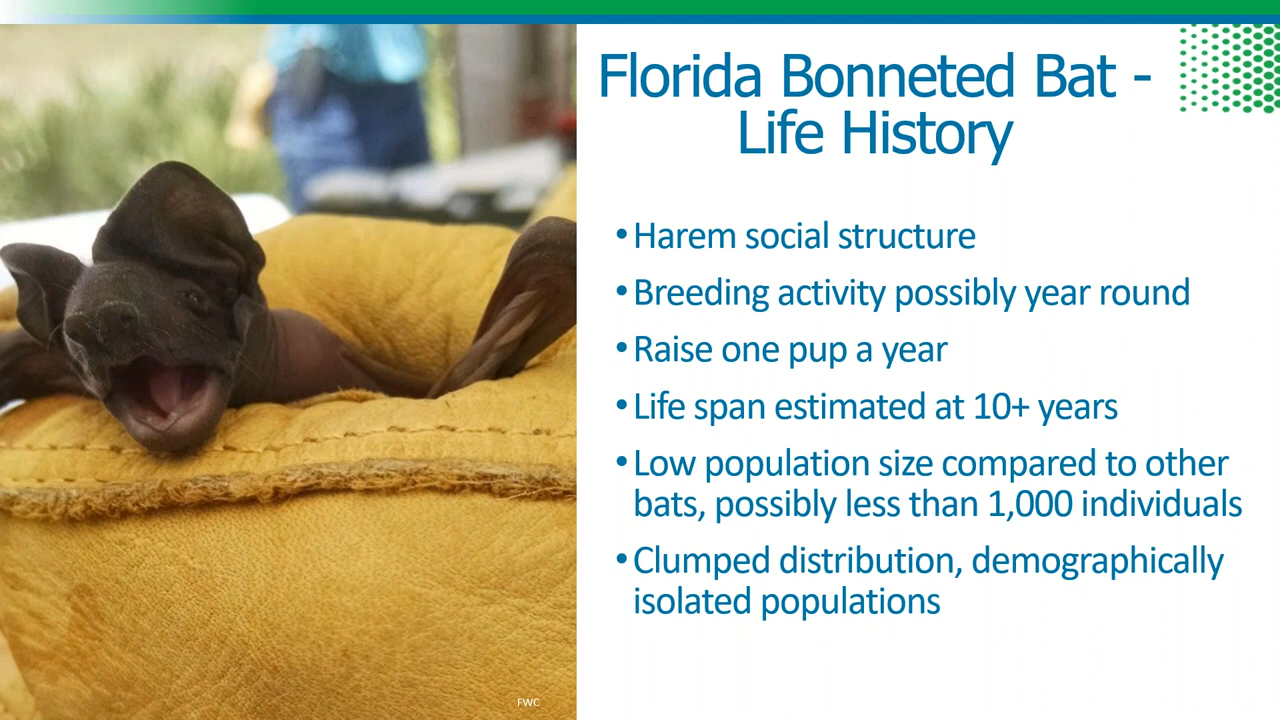 Florida Bonneted Bat -
Life History
• Harem social structure
• Breeding activity possibly year round
• Raise one pup a year
• Life span estimated at 10+ years
• Low population size compared to other
bats, possibly less than 1,000 individuals
• Clumped distribution, demographically
isolated populations
FWC